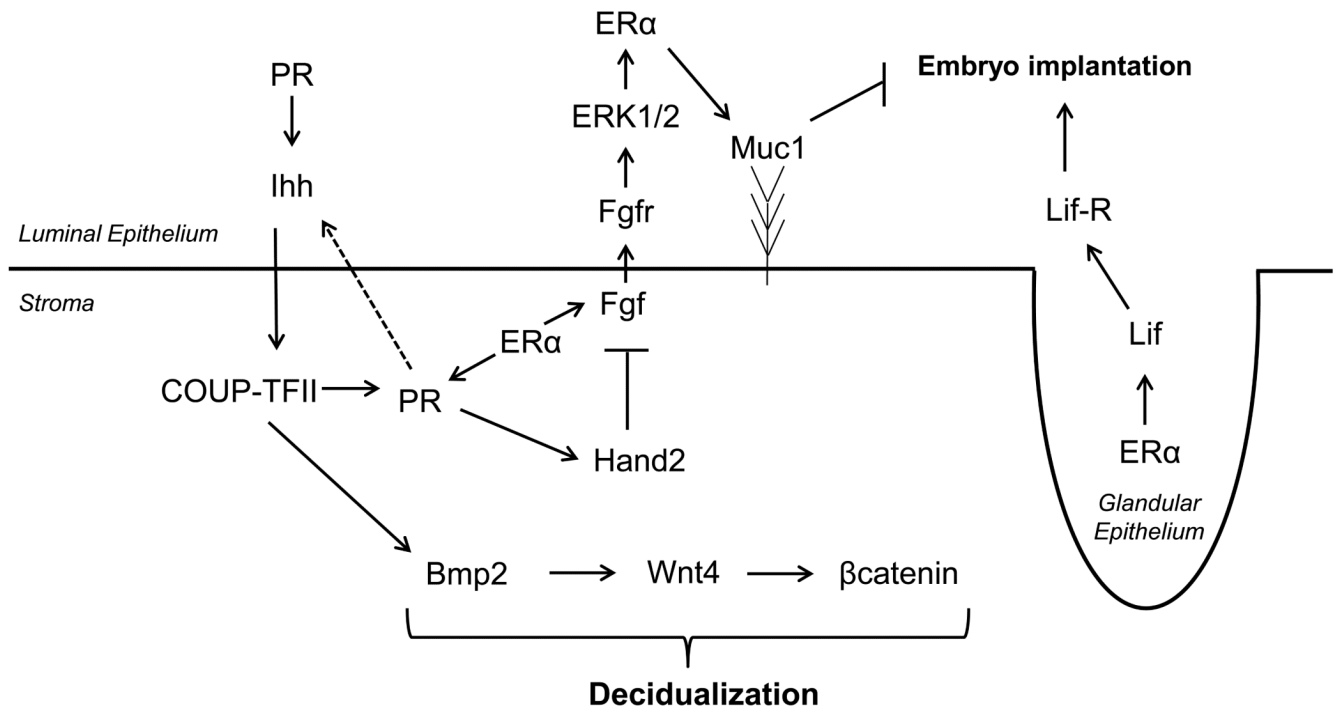 ERα
PR
Embryo implantation
ERK1/2
Muc1
Ihh
Fgfr
Lif-R
Luminal Epithelium
Stroma
Fgf
ERα
Lif
COUP-TFII
PR
Hand2
ERα
Glandular
Epithelium
Bmp2
Wnt4
βcatenin
Decidualization